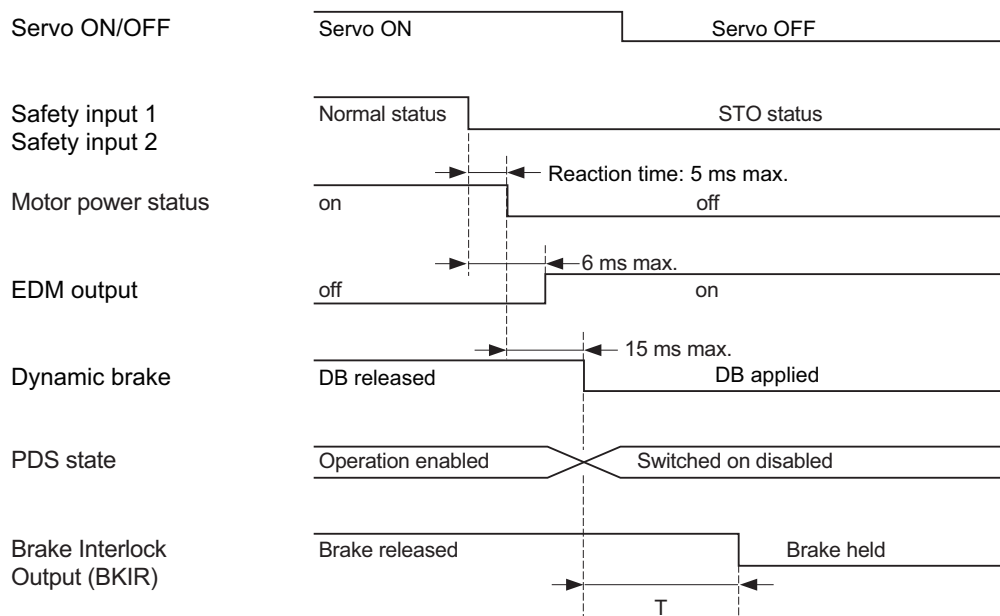 Servo ON/OFF
Servo ON
Servo OFF
Safety input 1
Safety input 2
Normal status
STO status
Reaction time: 5 ms max.
Motor power status
on
off
6 ms max.
EDM output
off
on
15 ms max.
Dynamic brake
DB released
DB applied
PDS state
Operation enabled
Switched on disabled
Brake Interlock
Output (BKIR)
Brake released
Brake held
T